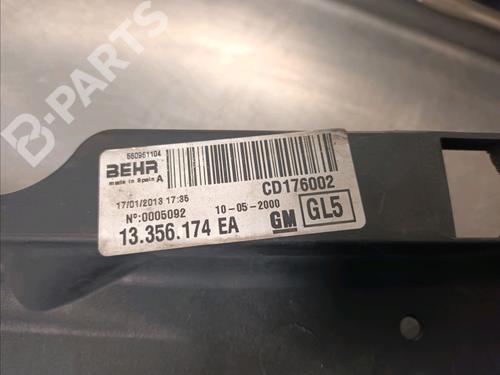 B-PARTS
560951104
BEHR
made in Spain A
CD176002
17/01/2013 17:35
Nº:0005092
10-05-2000
13.356.174 EA
GM
GL5